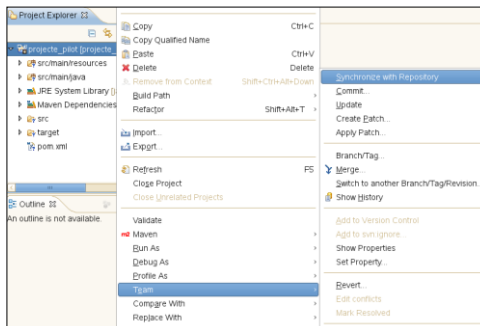 Project Explorer
projecte_pilot [projecte_
src/main/resources
src/main/java
JRE System Library [j
Maven Dependencies
src
target
pom.xml
Outline
An outline is not available.
Copy Ctrl+C
Copy Qualified Name
Paste Ctrl+V
Delete Delete
Remove from Context Shift+Ctrl+Alt+Down
Build Path
Refactor Shift+Alt+T
Import...
Export...
Refresh F5
Close Project
Close Unrelated Projects
Validate
Maven
Run As
Debug As
Profile As
Team
Compare With
Replace With
Synchronize with Repository
Commit...
Update
Create Patch...
Apply Patch...
Branch/Tag...
Merge...
Switch to another Branch/Tag/Revision...
Show History
Add to Version Control
Add to svn:ignore...
Show Properties
Set Property...
Revert...
Edit conflicts
Mark Resolved